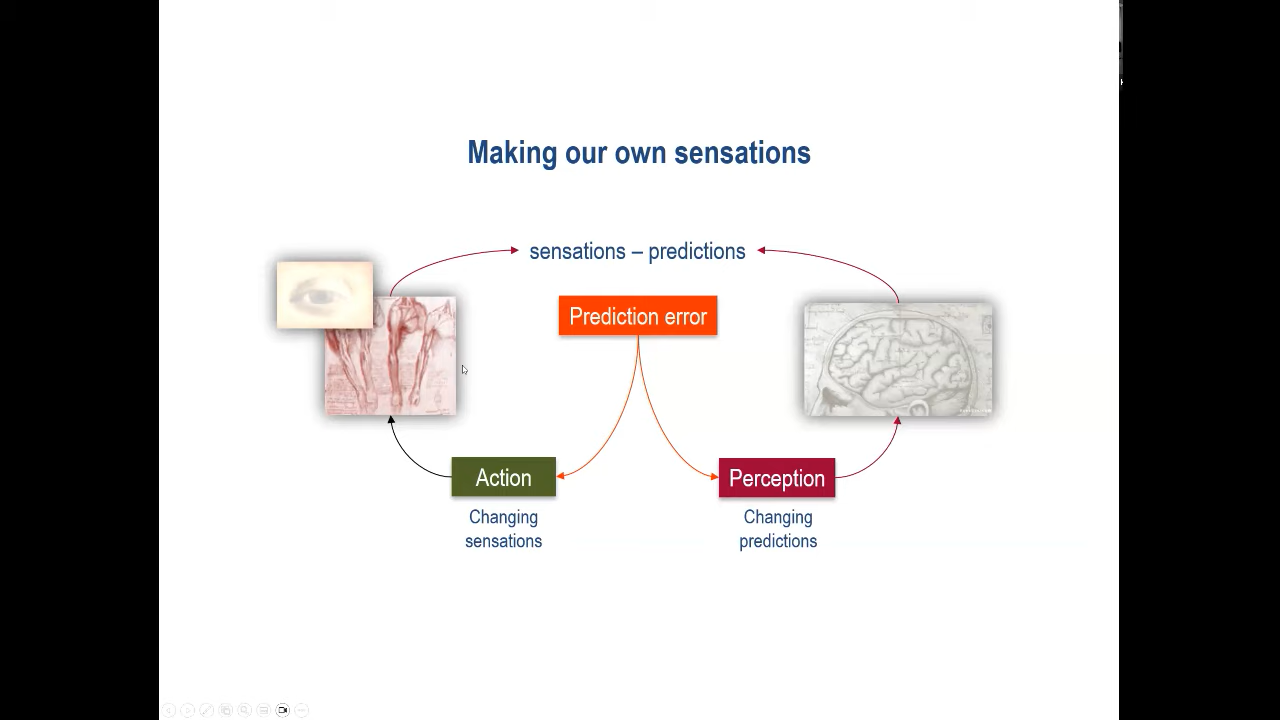 Making our own sensations
sensations – predictions
Prediction error
Action
Perception
Changing
sensations
Changing
predictions